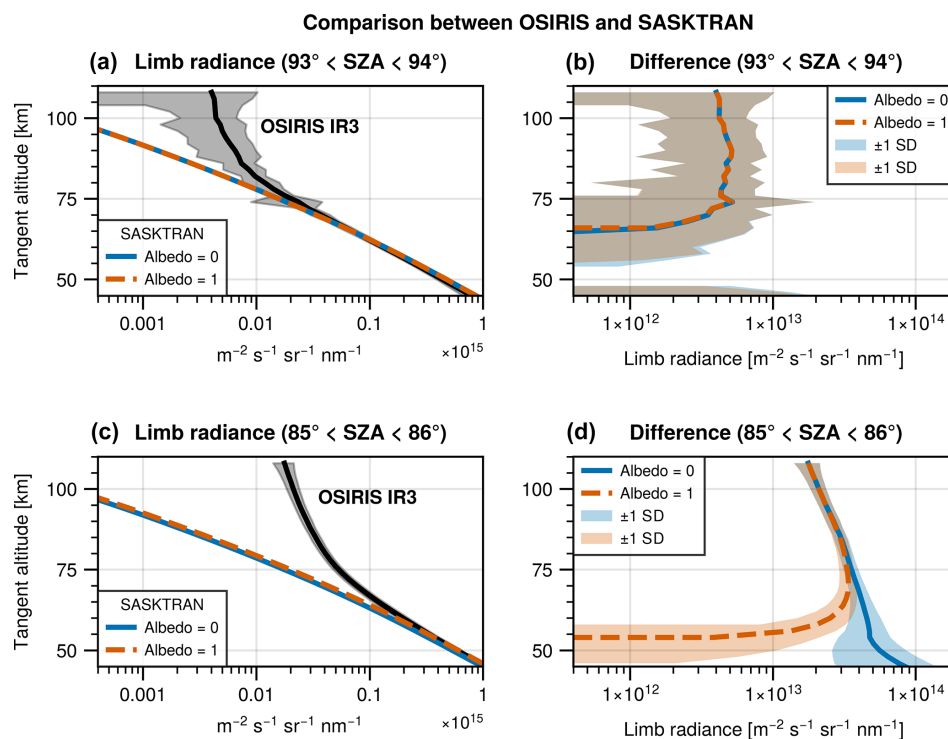 Comparison between OSIRIS and SASKTRAN
(a) Limb radiance (93° < SZA < 94°)
(b) Difference (93° < SZA < 94°)
Tangent altitude [km]
100
75
50
OSIRIS IR3
SASKTRAN
Albedo = 0
Albedo = 1
0.001
0.01
0.1
1
×10¹⁵
m⁻² s⁻¹ sr⁻¹ nm⁻¹
100
75
50
Albedo = 0
Albedo = 1
±1 SD
±1 SD
1×10¹²
1×10¹³
1×10¹⁴
Limb radiance [m⁻² s⁻¹ sr⁻¹ nm⁻¹]
(c) Limb radiance (85° < SZA < 86°)
(d) Difference (85° < SZA < 86°)
Tangent altitude [km]
100
75
50
OSIRIS IR3
SASKTRAN
Albedo = 0
Albedo = 1
0.001
0.01
0.1
1
×10¹⁵
m⁻² s⁻¹ sr⁻¹ nm⁻¹
100
75
50
Albedo = 0
Albedo = 1
±1 SD
±1 SD
1×10¹²
1×10¹³
1×10¹⁴
Limb radiance [m⁻² s⁻¹ sr⁻¹ nm⁻¹]